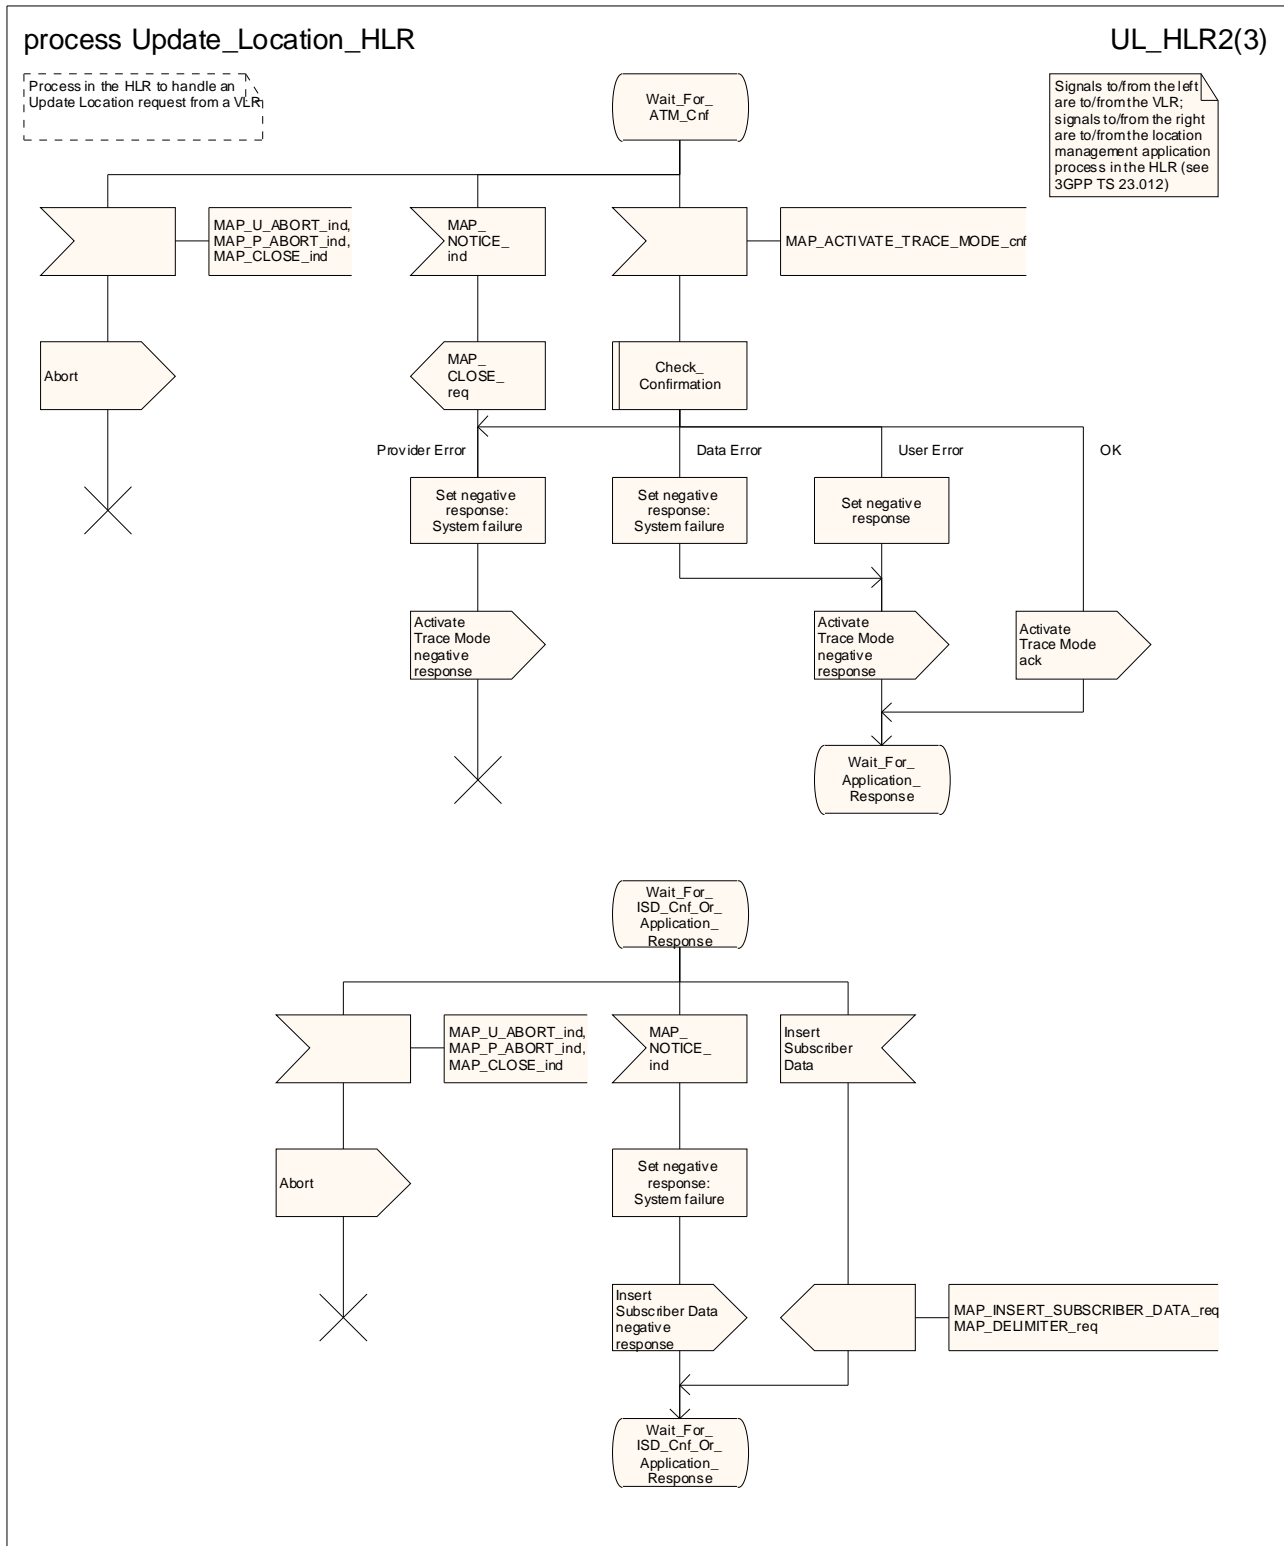 process Update_Location_HLR
UL_HLR2(3)
Process in the HLR to handle an
Update Location request from a VLR
Signals to/from the left
are to/from the VLR;
signals to/from the right
are to/from the location
management application
process in the HLR (see
3GPP TS 23.012)
Wait_For_
ATM_Cnf
MAP_U_ABORT_ind,
MAP_P_ABORT_ind,
MAP_CLOSE_ind
MAP_
NOTICE_
ind
MAP_ACTIVATE_TRACE_MODE_cnf
Abort
MAP_
CLOSE_
req
Check_
Confirmation
Provider Error
Data Error
User Error
OK
Set negative
response:
System failure
Set negative
response:
System failure
Set negative
response
Activate
Trace Mode
negative
response
Activate
Trace Mode
negative
response
Activate
Trace Mode
ack
Wait_For_
Application_
Response
Wait_For_
ISD_Cnf_Or_
Application_
Response
MAP_U_ABORT_ind,
MAP_P_ABORT_ind,
MAP_CLOSE_ind
MAP_
NOTICE_
ind
Insert
Subscriber
Data
Abort
Set negative
response:
System failure
Insert
Subscriber Data
negative
response
MAP_INSERT_SUBSCRIBER_DATA_req
MAP_DELIMITER_req
Wait_For_
ISD_Cnf_Or_
Application_
Response